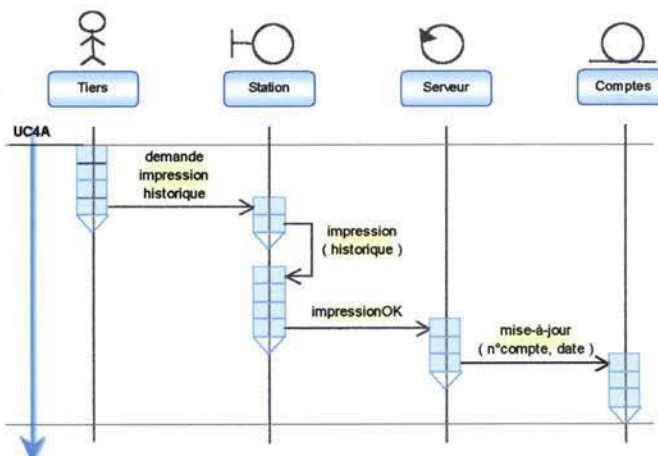 Tiers
Station
Serveur
Comptes
UC4A
demande
impression
historique
impression
( historique )
impressionOK
mise-à-jour
( n°compte, date )